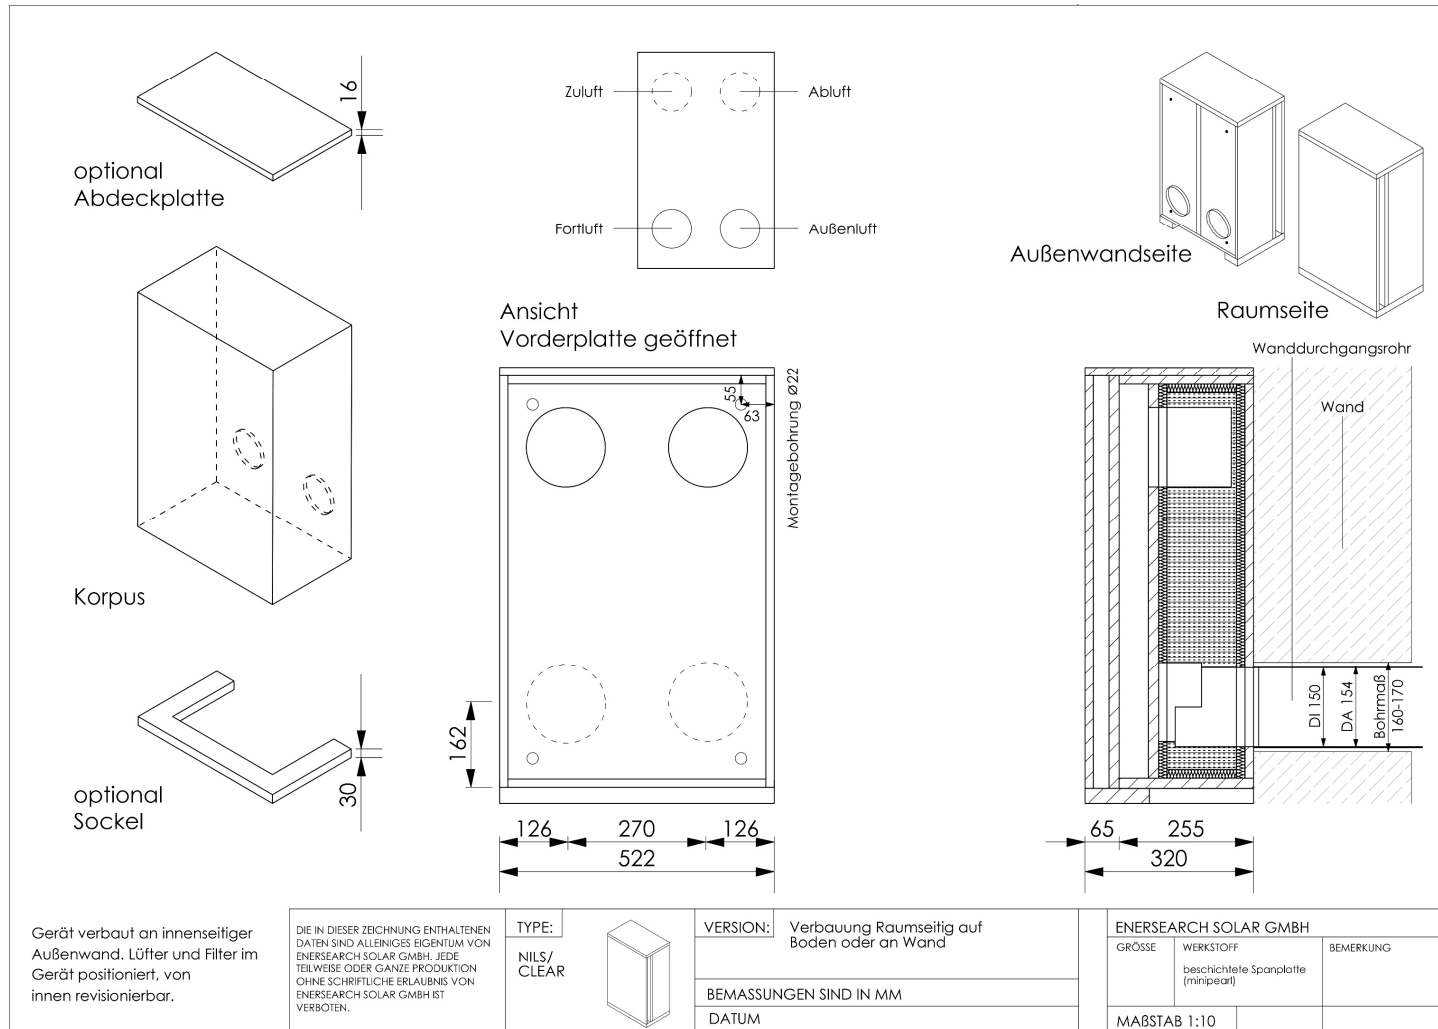 16
optional
Abdeckplatte
Zuluft
Abluft
Fortluft
Außenluft
Außenwandseite
Raumseite
Korpus
optional
Sockel
30
Ansicht
Vorderplatte geöffnet
55
63
Montagebohrung Ø22
162
126
270
126
522
Wanddurchgangsrohr
Wand
DI 150
DA 154
Bohrmaß
160-170
65
255
320
Gerät verbaut an innenseitiger
Außenwand. Lüfter und Filter im
Gerät positioniert, von
innen revisionierbar.
DIE IN DIESER ZEICHNUNG ENTHALTENEN
DATEN SIND ALLEINIGES EIGENTUM VON
ENERSEARCH SOLAR GMBH. JEDE
TEILWEISE ODER GANZE PRODUKTION
OHNE SCHRIFTLICHE ERLAUBNIS VON
ENERSEARCH SOLAR GMBH IST
VERBOTEN.
TYPE:
NILS/
CLEAR
VERSION:
Verbauung Raumseitig auf
Boden oder an Wand
BEMASSUNGEN SIND IN MM
DATUM
ENERSEARCH SOLAR GMBH
GRÖSSE
WERKSTOFF
BEMERKUNG
beschichtete Spanplatte
(minipearl)
MAßSTAB 1:10